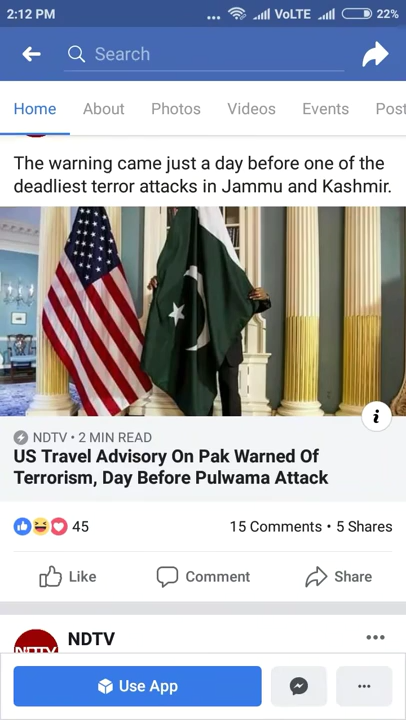 2:12 PM ... VoLTE 22%
Search
Home About Photos Videos Events Post
The warning came just a day before one of the
deadliest terror attacks in Jammu and Kashmir.
i
NDTV • 2 MIN READ
US Travel Advisory On Pak Warned Of
Terrorism, Day Before Pulwama Attack
45 15 Comments • 5 Shares
Like Comment Share
NDTV
NDTV
Use App